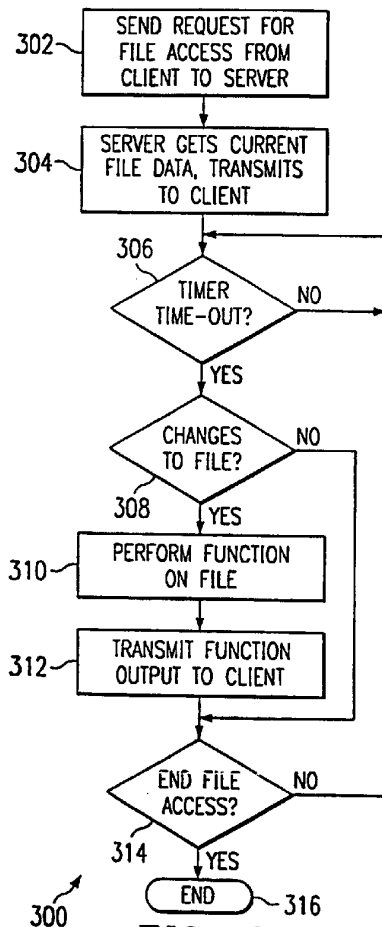 302
SEND REQUEST FOR
FILE ACCESS FROM
CLIENT TO SERVER
304
SERVER GETS CURRENT
FILE DATA, TRANSMITS
TO CLIENT
306
TIMER
TIME-OUT?
NO
YES
CHANGES
TO FILE?
NO
308
YES
310
PERFORM FUNCTION
ON FILE
312
TRANSMIT FUNCTION
OUTPUT TO CLIENT
END FILE
ACCESS?
NO
314
YES
END
316
300